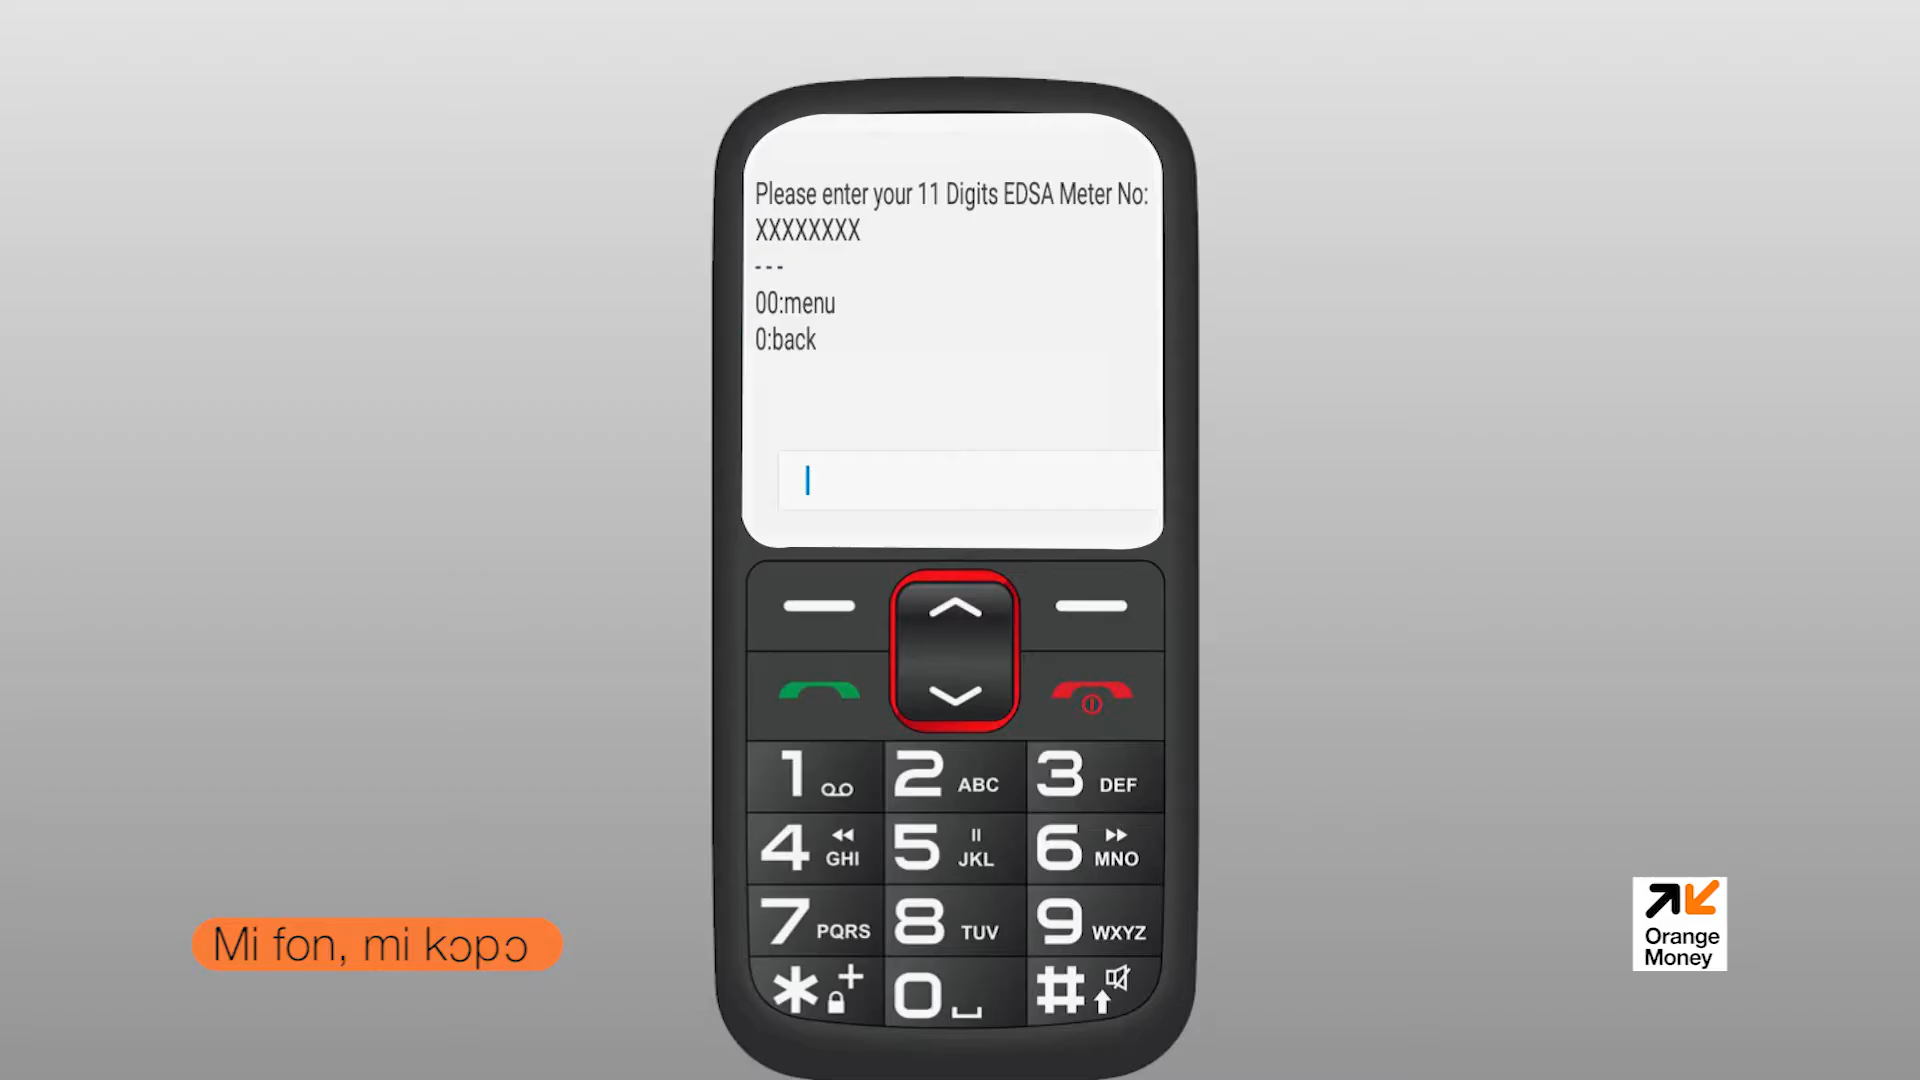 Please enter your 11 Digits EDSA Meter No:
XXXXXXXX
---
00:menu
0:back
1
2 ABC
3 DEF
4 GHI
5 JKL
6 MNO
7 PQRS
8 TUV
9 WXYZ
* +
0
#
Mi fon, mi kɔpɔ
Orange
Money